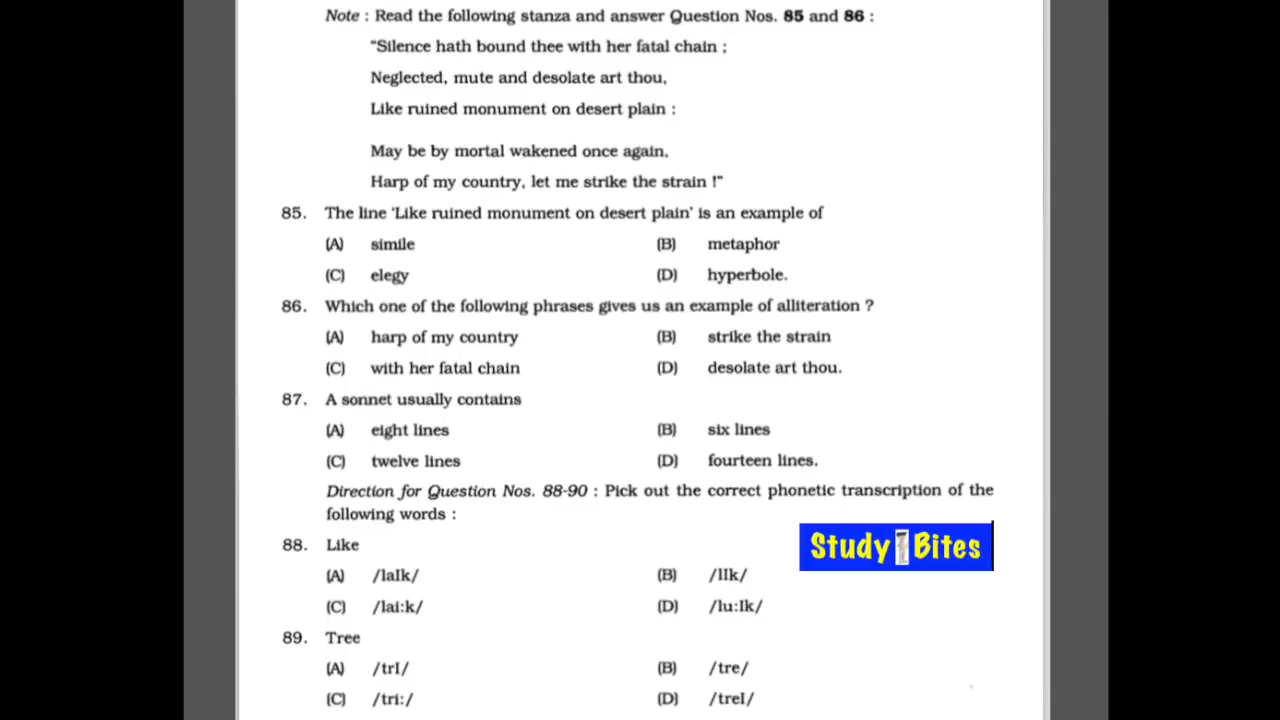 Note : Read the following stanza and answer Question Nos. 85 and 86 :
"Silence hath bound thee with her fatal chain ;
Neglected, mute and desolate art thou,
Like ruined monument on desert plain :
May be by mortal wakened once again,
Harp of my country, let me strike the strain !"
85. The line 'Like ruined monument on desert plain' is an example of
(A) simile (B) metaphor
(C) elegy (D) hyperbole.
86. Which one of the following phrases gives us an example of alliteration ?
(A) harp of my country (B) strike the strain
(C) with her fatal chain (D) desolate art thou.
87. A sonnet usually contains
(A) eight lines (B) six lines
(C) twelve lines (D) fourteen lines.
Direction for Question Nos. 88-90 : Pick out the correct phonetic transcription of the
following words :
Study Bites
88. Like
(A) /laIk/ (B) /lIk/
(C) /lai:k/ (D) /lu:Ik/
89. Tree
(A) /trI/ (B) /tre/
(C) /tri:/ (D) /treI/